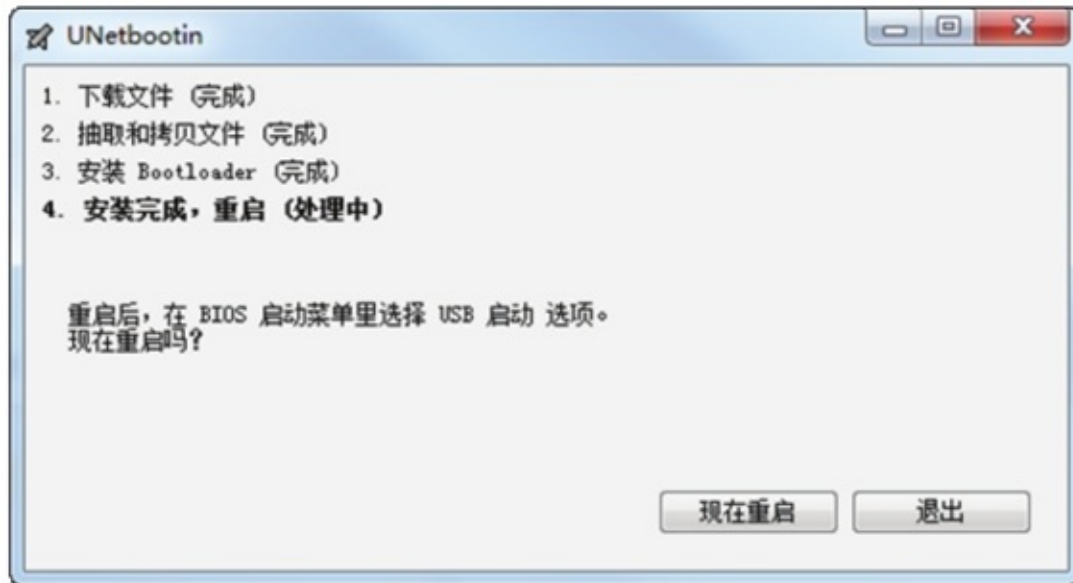 UNetbootin
1. 下载文件 (完成)
2. 抽取和拷贝文件 (完成)
3. 安装 Bootloader (完成)
4. 安装完成，重启 (处理中)
重启后，在 BIOS 启动菜单里选择 USB 启动 选项。
现在重启吗?
现在重启 退出